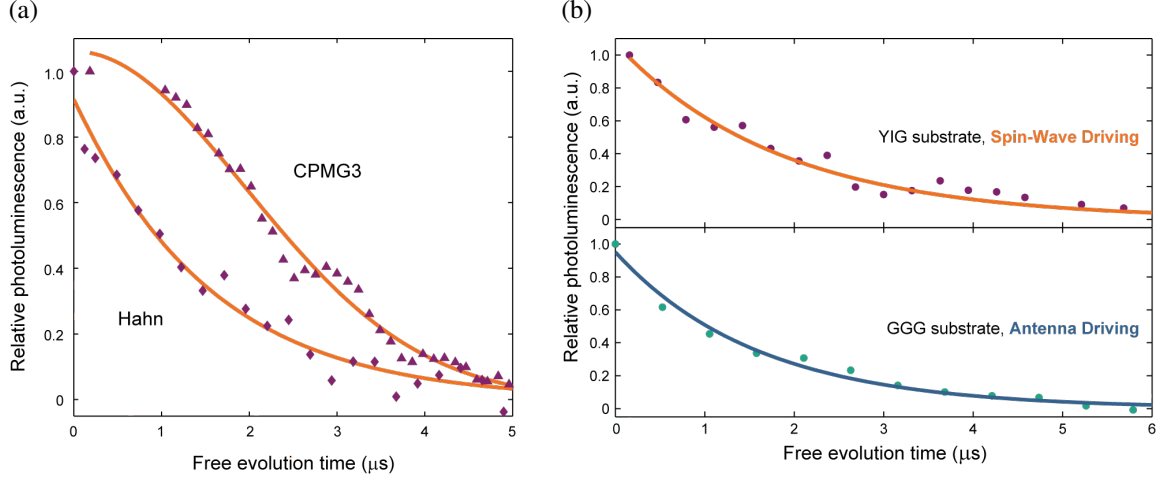 (a)
Relative photoluminescence (a.u.)
1.0
0.8
0.6
0.4
0.2
0
CPMG3
Hahn
0 1 2 3 4 5
Free evolution time (μs)
(b)
Relative photoluminescence (a.u.)
1.0
0.8
0.6
0.4
0.2
0
YIG substrate, Spin-Wave Driving
1.0
0.8
0.6
0.4
0.2
0
GGG substrate, Antenna Driving
0 1 2 3 4 5 6
Free evolution time (μs)